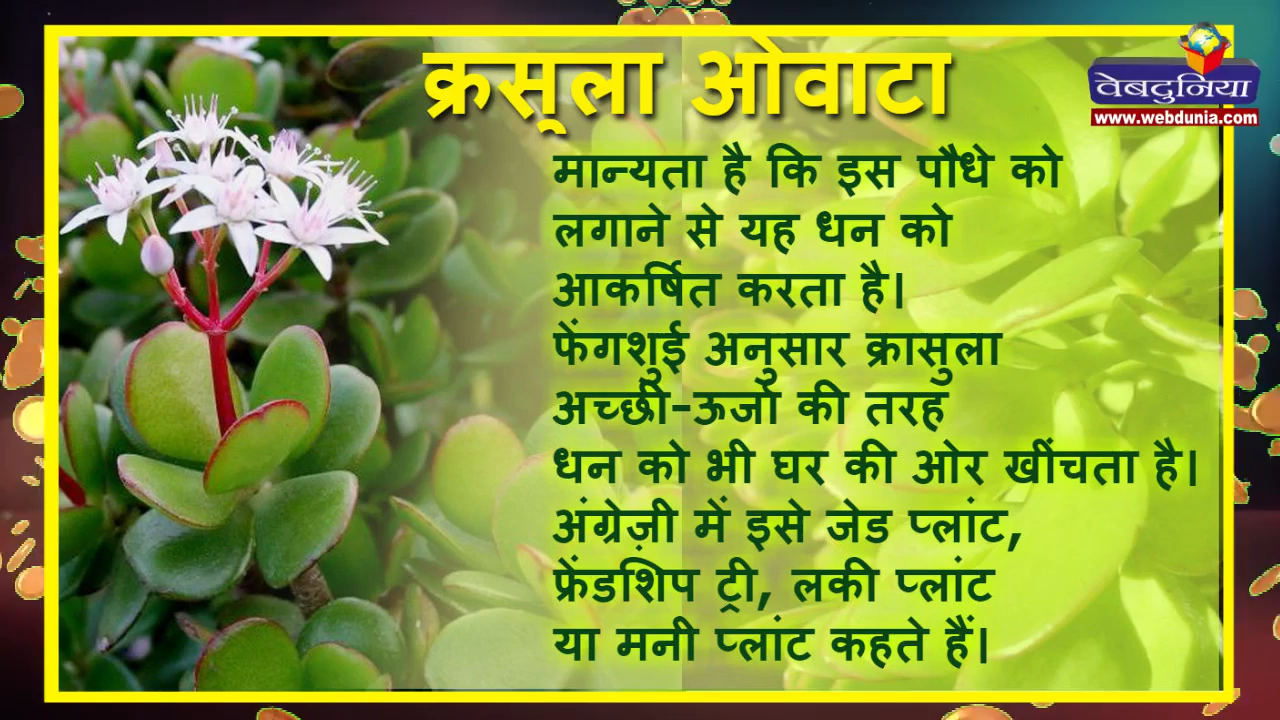 क्रसूला ओवाटा
वेबदुनिया
www.webdunia.com
मान्यता है कि इस पौधे को
लगाने से यह धन को
आकर्षित करता है।
फेंगशुई अनुसार क्रासुला
अच्छी-ऊर्जा की तरह
धन को भी घर की ओर खींचता है।
अंग्रेज़ी में इसे जेड प्लांट,
फ्रेंडशिप ट्री, लकी प्लांट
या मनी प्लांट कहते हैं।